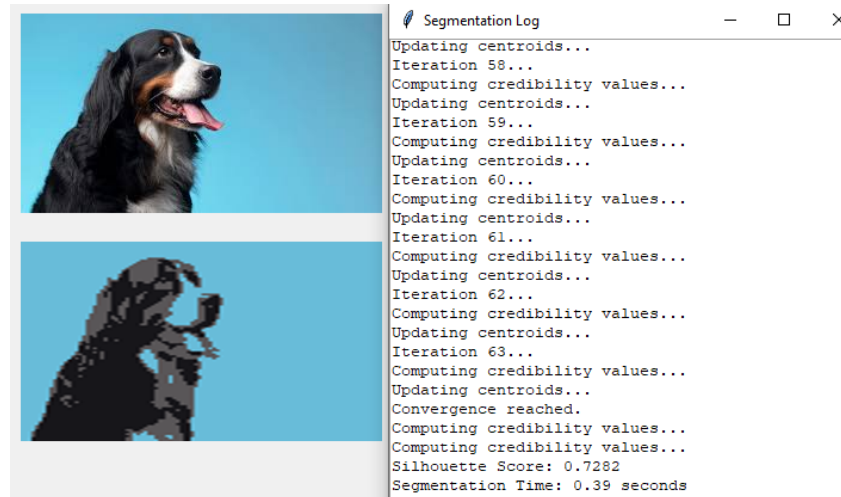 Segmentation Log
Updating centroids...
Iteration 58...
Computing credibility values...
Updating centroids...
Iteration 59...
Computing credibility values...
Updating centroids...
Iteration 60...
Computing credibility values...
Updating centroids...
Iteration 61...
Computing credibility values...
Updating centroids...
Iteration 62...
Computing credibility values...
Updating centroids...
Iteration 63...
Computing credibility values...
Updating centroids...
Convergence reached.
Computing credibility values...
Computing credibility values...
Silhouette Score: 0.7282
Segmentation Time: 0.39 seconds